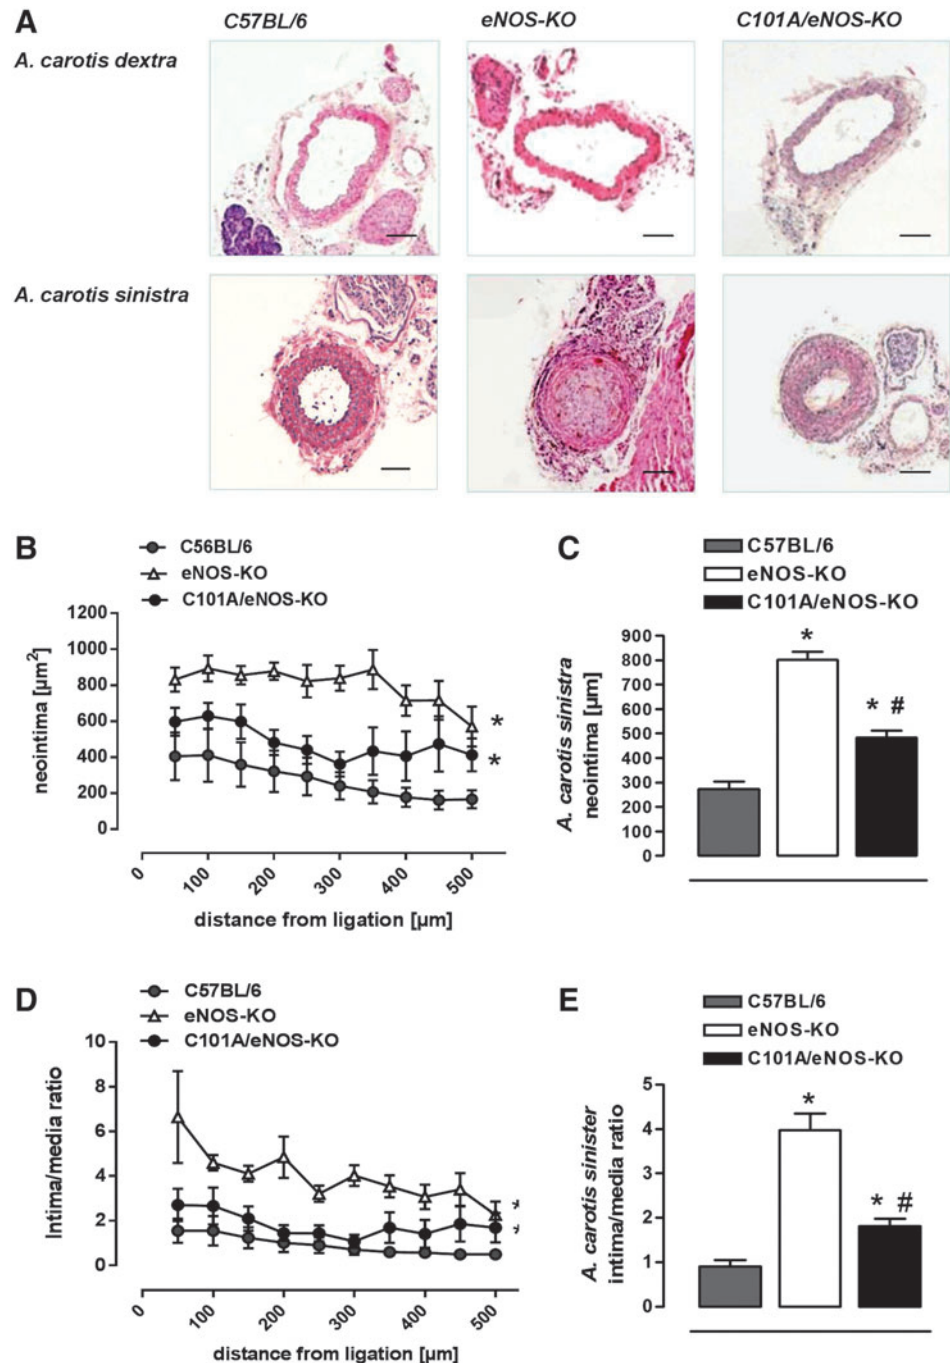 A
C57BL/6 eNOS-KO C101A/eNOS-KO
A. carotis dextra
A. carotis sinistra
B
C56BL/6
eNOS-KO
C101A/eNOS-KO
1200
1000
800
600
400
200
0
neointima [µm²]
*
*
0 100 200 300 400 500
distance from ligation [µm]
C
C57BL/6
eNOS-KO
C101A/eNOS-KO
900
800
700
600
500
400
300
200
100
0
A. carotis sinistra
neointima [µm]
*
* #
D
C57BL/6
eNOS-KO
C101A/eNOS-KO
10
8
6
4
2
0
Intima/media ratio
*
*
0 100 200 300 400 500
distance from ligation [µm]
E
C57BL/6
eNOS-KO
C101A/eNOS-KO
5
4
3
2
1
0
A. carotis sinister
intima/media ratio
*
* #